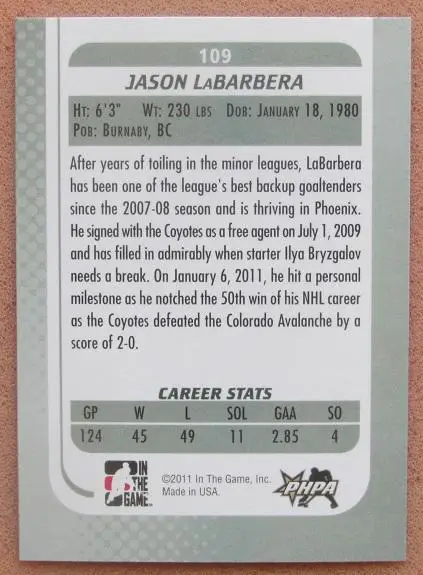 109
JASON LABARBERA
HT: 6'3" WT: 230 LBS DOB: JANUARY 18, 1980
POB: BURNABY, BC
After years of toiling in the minor leagues, LaBarbera
has been one of the league's best backup goaltenders
since the 2007-08 season and is thriving in Phoenix.
He signed with the Coyotes as a free agent on July 1, 2009
and has filled in admirably when starter Ilya Bryzgalov
needs a break. On January 6, 2011, he hit a personal
milestone as he notched the 50th win of his NHL career
as the Coyotes defeated the Colorado Avalanche by a
score of 2-0.
CAREER STATS
GP W L SOL GAA SO
124 45 49 11 2.85 4
IN
THE
GAME
©2011 In The Game, Inc.
Made in USA.
PHPA